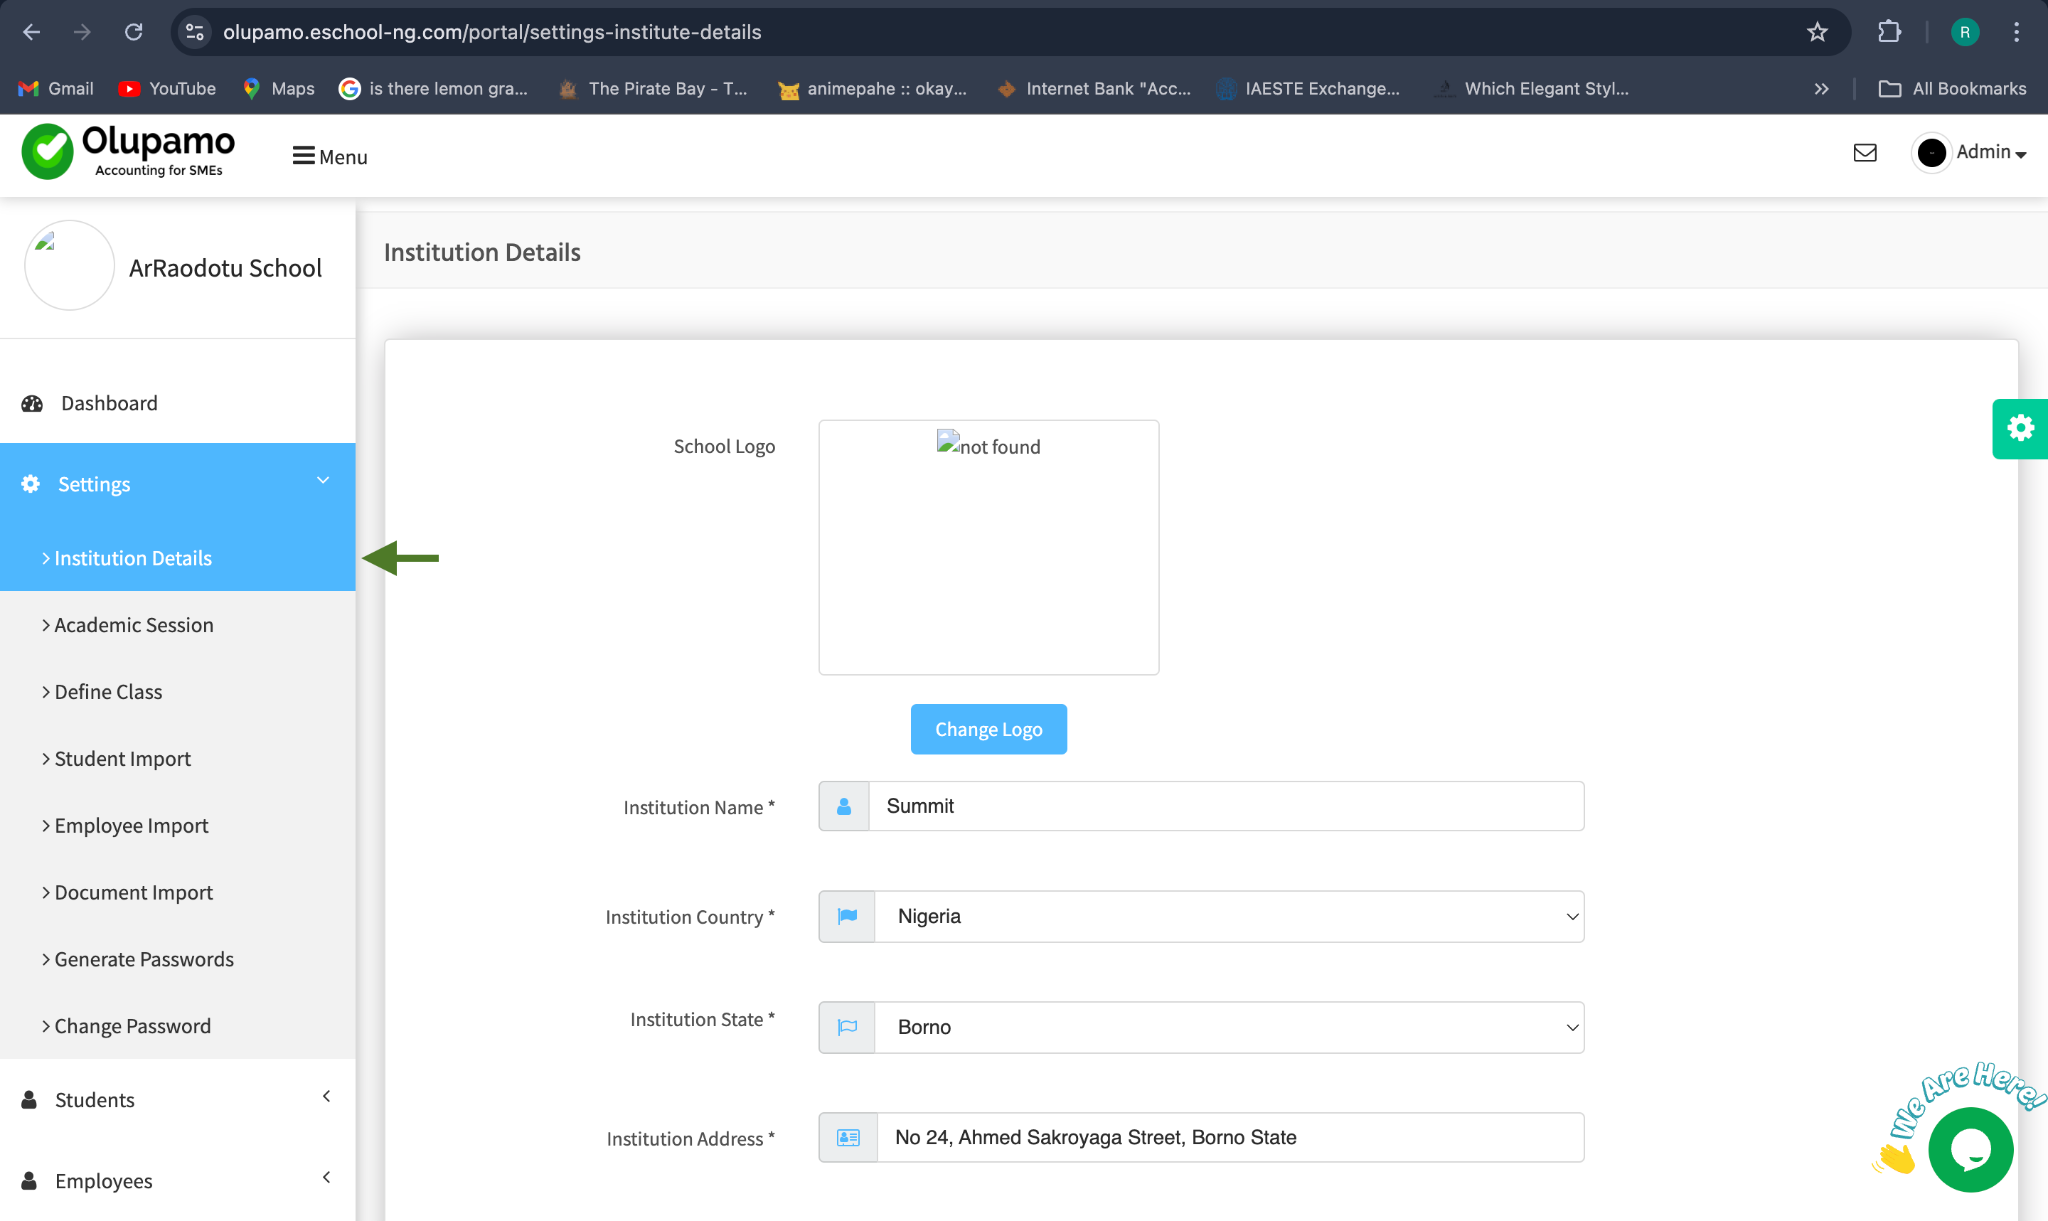 olupamo.eschool-ng.com/portal/settings-institute-details
R
Gmail
YouTube
Maps
is there lemon gra...
The Pirate Bay - T...
animepahe :: okay...
Internet Bank "Acc...
IAESTE Exchange...
Which Elegant Styl...
All Bookmarks
Olupamo
Accounting for SMEs
Menu
Admin
ArRaodotu School
Institution Details
Dashboard
Settings
Institution Details
Academic Session
Define Class
Student Import
Employee Import
Document Import
Generate Passwords
Change Password
Students
Employees
School Logo
not found
Change Logo
Institution Name *
Summit
Institution Country *
Nigeria
Institution State *
Borno
Institution Address *
No 24, Ahmed Sakroyaga Street, Borno State
We Are Here!